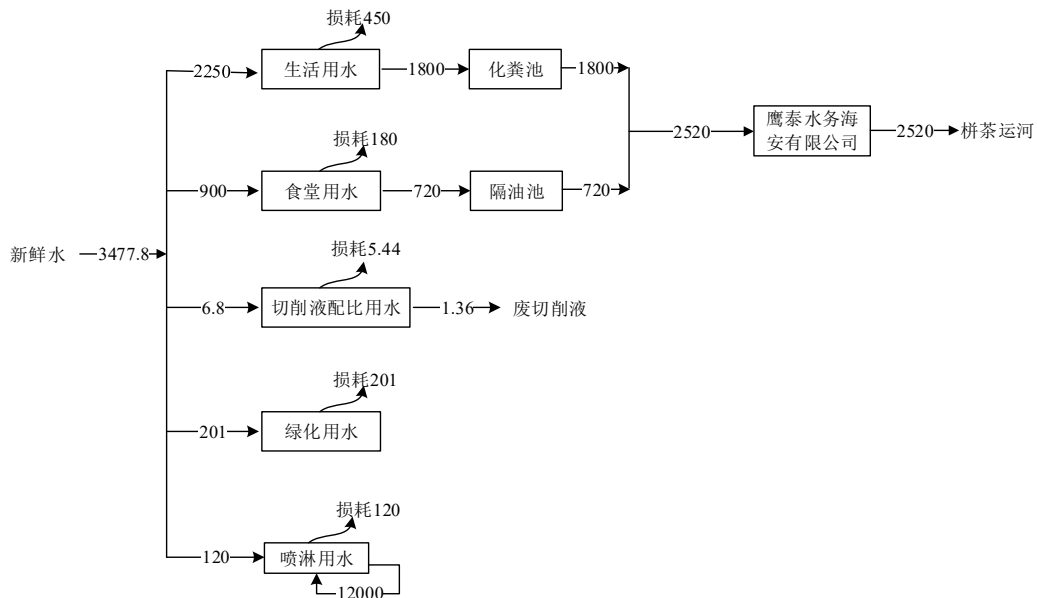 损耗450
2250
生活用水
1800
化粪池
1800
损耗180
900
食堂用水
720
隔油池
720
2520
鹰泰水务海
安有限公司
2520
栟茶运河
新鲜水
3477.8
损耗5.44
6.8
切削液配比用水
1.36
废切削液
损耗201
201
绿化用水
损耗120
120
喷淋用水
12000